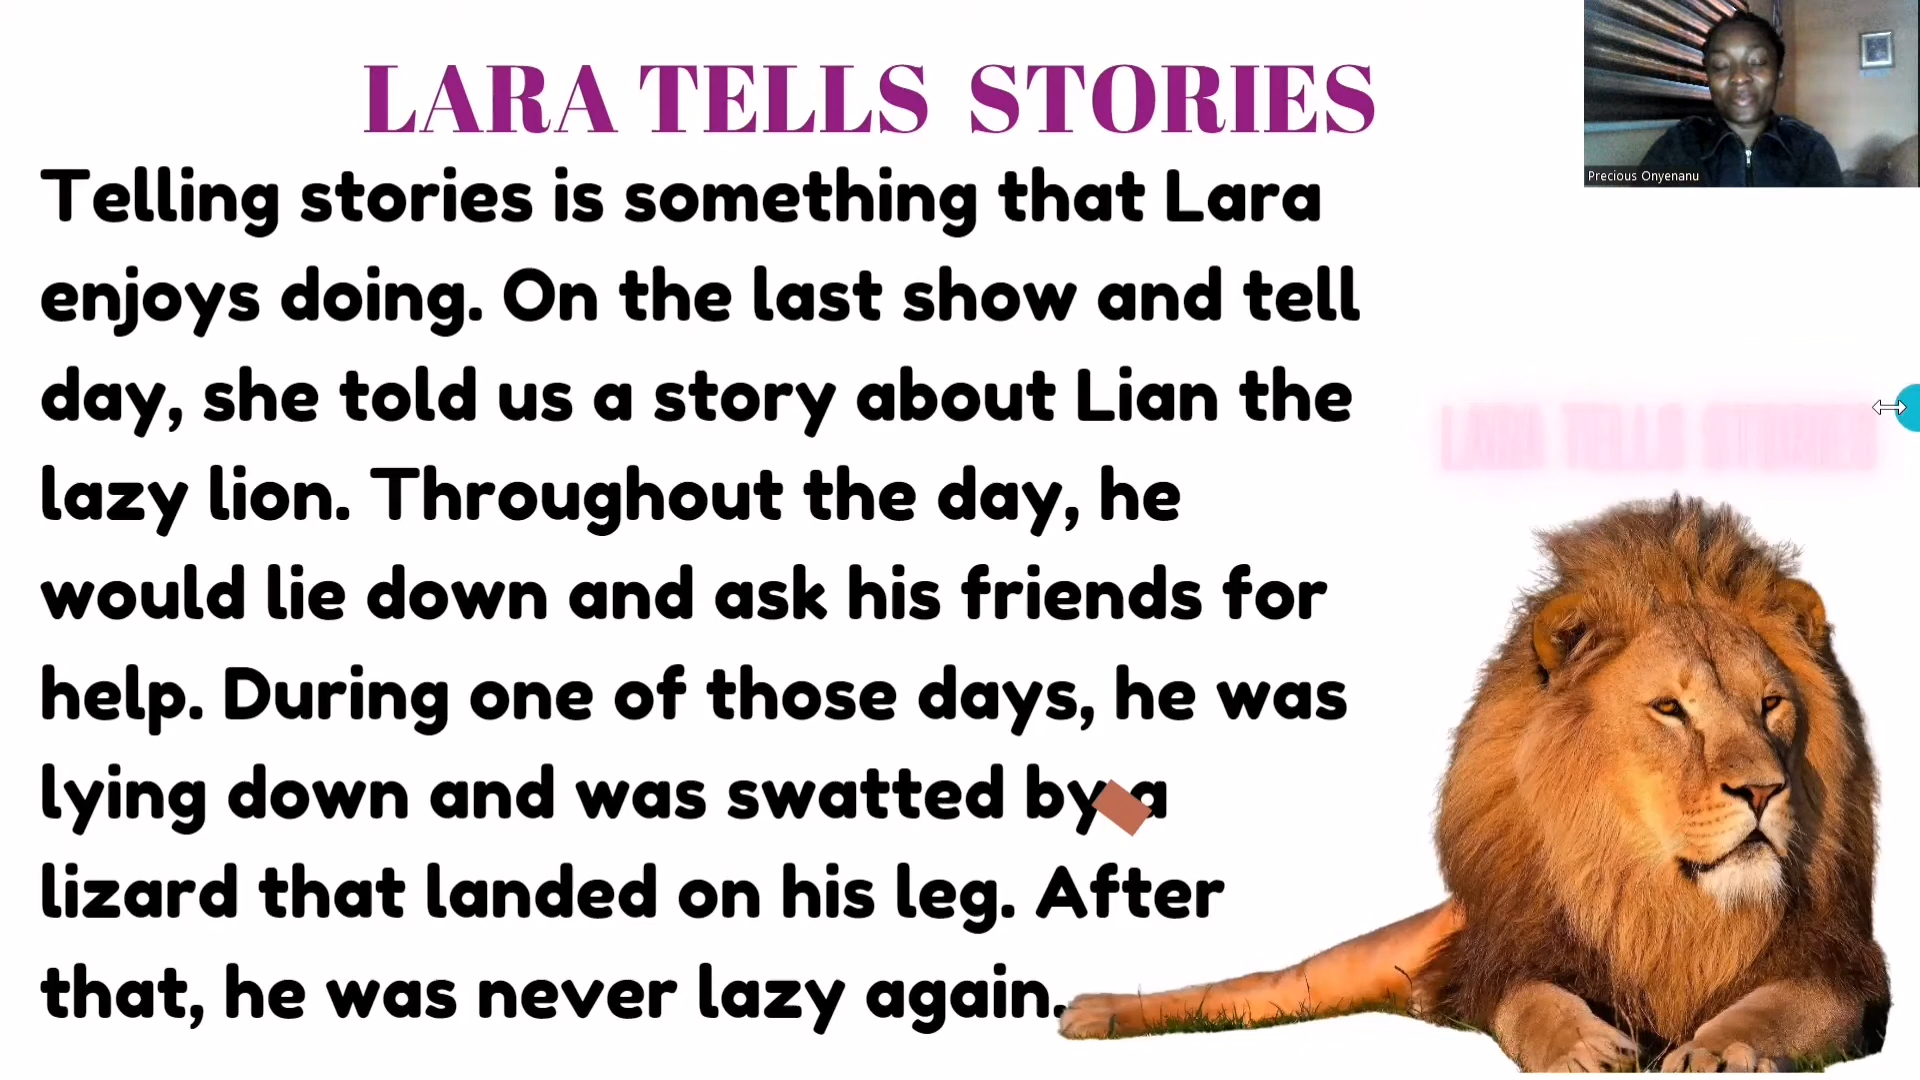 LARA TELLS STORIES
Precious Onyenanu
Telling stories is something that Lara
enjoys doing. On the last show and tell
day, she told us a story about Lian the
lazy lion. Throughout the day, he
would lie down and ask his friends for
help. During one of those days, he was
lying down and was swatted by a
lizard that landed on his leg. After
that, he was never lazy again.
LARA TELLS STORIES